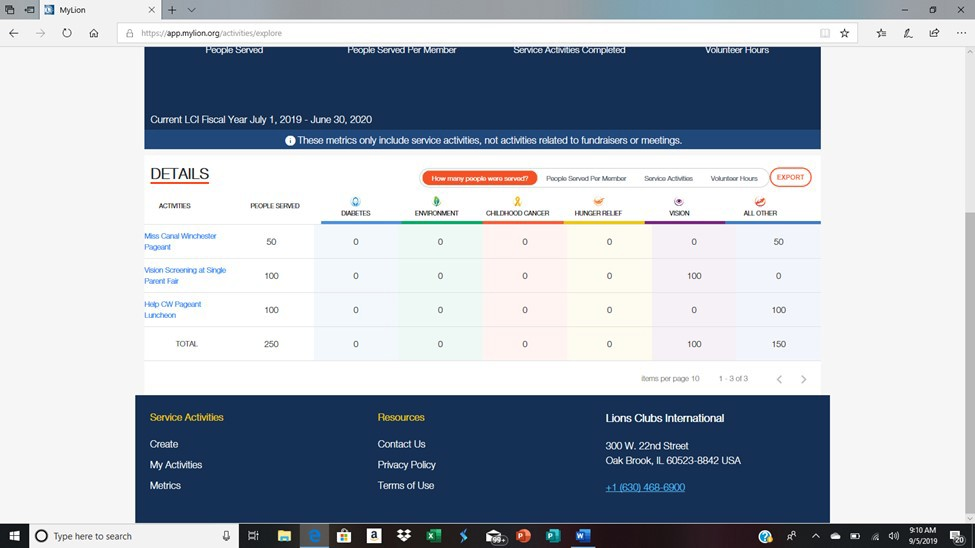 MyLion
https://app.mylion.org/activities/explore
People Served People Served Per Member Service Activities Completed Volunteer Hours
Current LCI Fiscal Year July 1, 2019 - June 30, 2020
These metrics only include service activities, not activities related to fundraisers or meetings.
DETAILS
How many people were served? People Served Per Member Service Activities Volunteer Hours EXPORT
ACTIVITIES PEOPLE SERVED DIABETES ENVIRONMENT CHILDHOOD CANCER HUNGER RELIEF VISION ALL OTHER
Miss Canal Winchester
Pageant
50 0 0 0 0 0 50
Vision Screening at Single
Parent Fair
100 0 0 0 0 100 0
Help CW Pageant
Luncheon
100 0 0 0 0 0 100
TOTAL 250 0 0 0 0 100 150
items per page 10 1 - 3 of 3
Service Activities
Create
My Activities
Metrics
Resources
Contact Us
Privacy Policy
Terms of Use
Lions Clubs International
300 W. 22nd Street
Oak Brook, IL 60523-8842 USA
+1 (630) 468-6900
Type here to search
99+
9:10 AM
9/5/2019
20